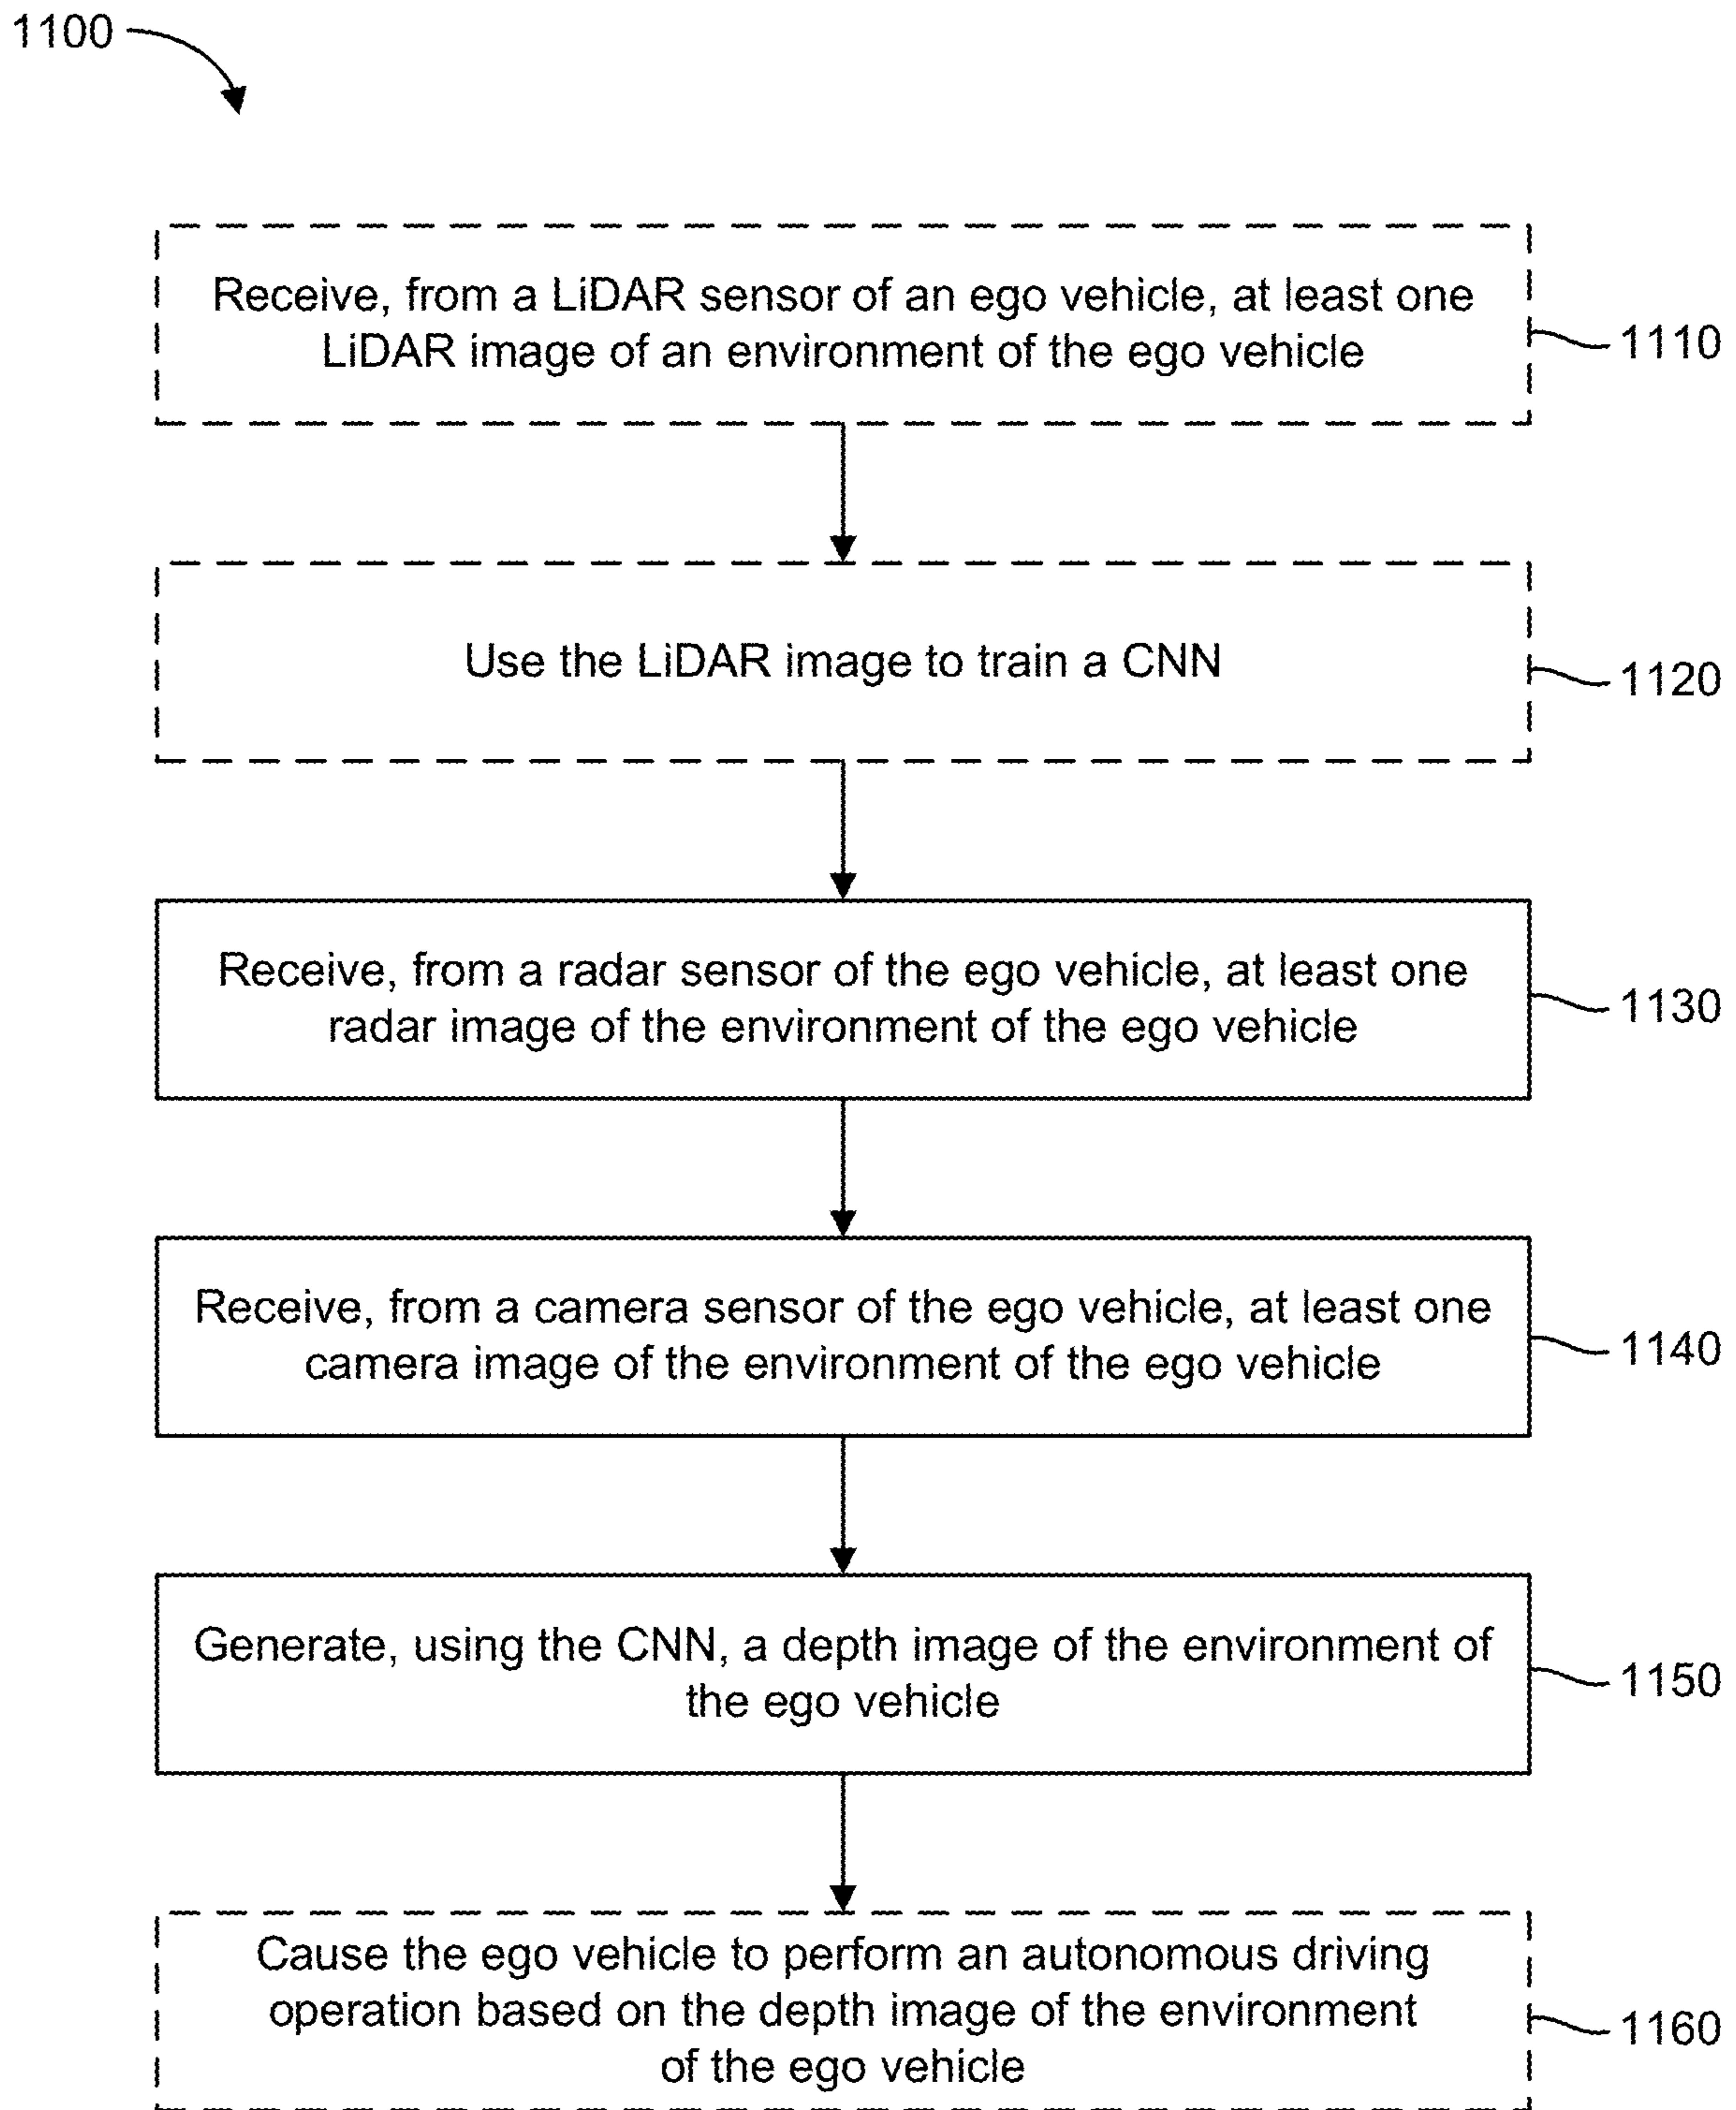 1100
Receive, from a LiDAR sensor of an ego vehicle, at least one
LiDAR image of an environment of the ego vehicle
1110
Use the LiDAR image to train a CNN
1120
Receive, from a radar sensor of the ego vehicle, at least one
radar image of the environment of the ego vehicle
1130
Receive, from a camera sensor of the ego vehicle, at least one
camera image of the environment of the ego vehicle
1140
Generate, using the CNN, a depth image of the environment of
the ego vehicle
1150
Cause the ego vehicle to perform an autonomous driving
operation based on the depth image of the environment
of the ego vehicle
1160